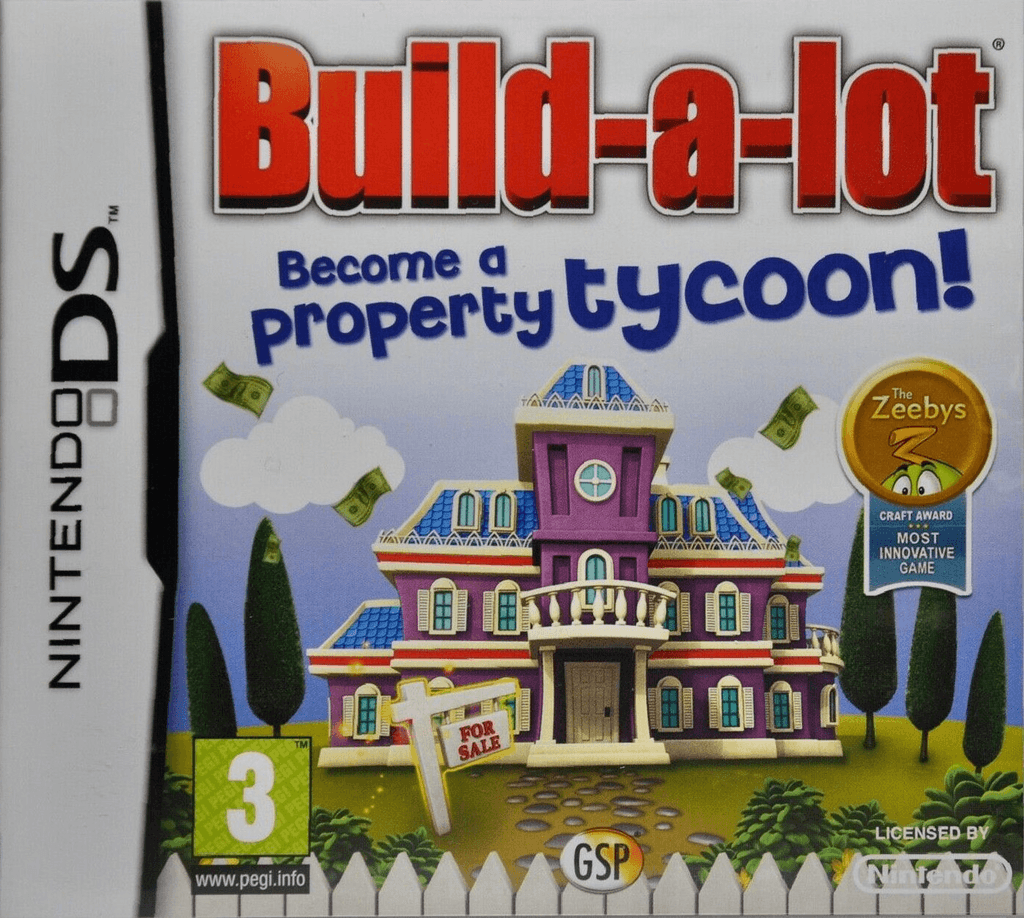 Build-a-lot®
Become a
property tycoon!
NINTENDO DS™
The
Zeebys
CRAFT AWARD
MOST
INNOVATIVE
GAME
FOR
SALE
3™
www.pegi.info
GSP
LICENSED BY
Nintendo